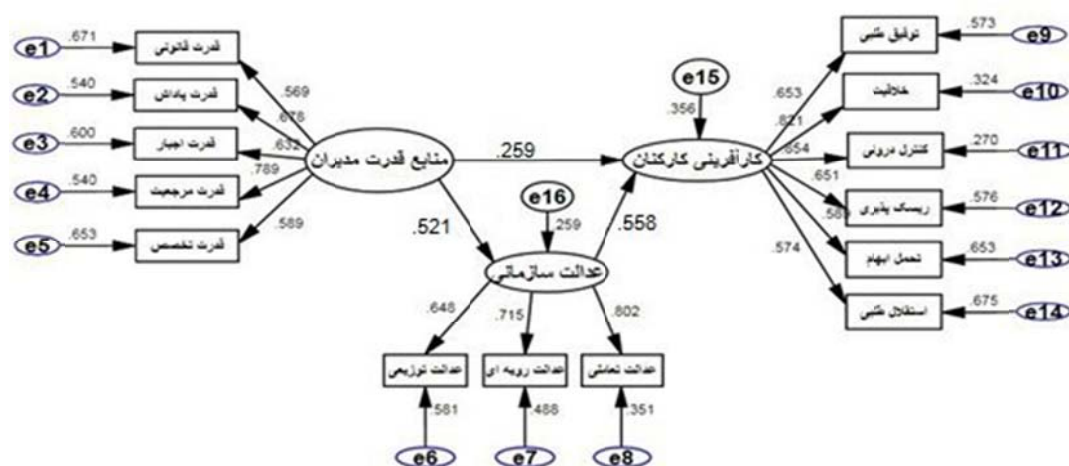 e1 .671 قدرت قانونی
e2 .540 قدرت پاداش
e3 .600 قدرت اجبار
e4 .540 قدرت مرجعیت
e5 .653 قدرت تخصص
.569
.678
.632
.789
.589
منابع قدرت مدیران
.259
.521
e15
.356
کارآفرینی کارکنان
e16
.259
.558
عدالت سازمانی
.648
.715
.802
عدالت توزیعی
عدالت رویه ای
عدالت تعاملی
.581
.488
.351
e6
e7
e8
.653
.821
.654
.651
.574
توفیق طلبی .573 e9
خلاقیت .324 e10
کنترل درونی .270 e11
ریسک پذیری .576 e12
تحمل ابهام .653 e13
استقلال طلبی .675 e14